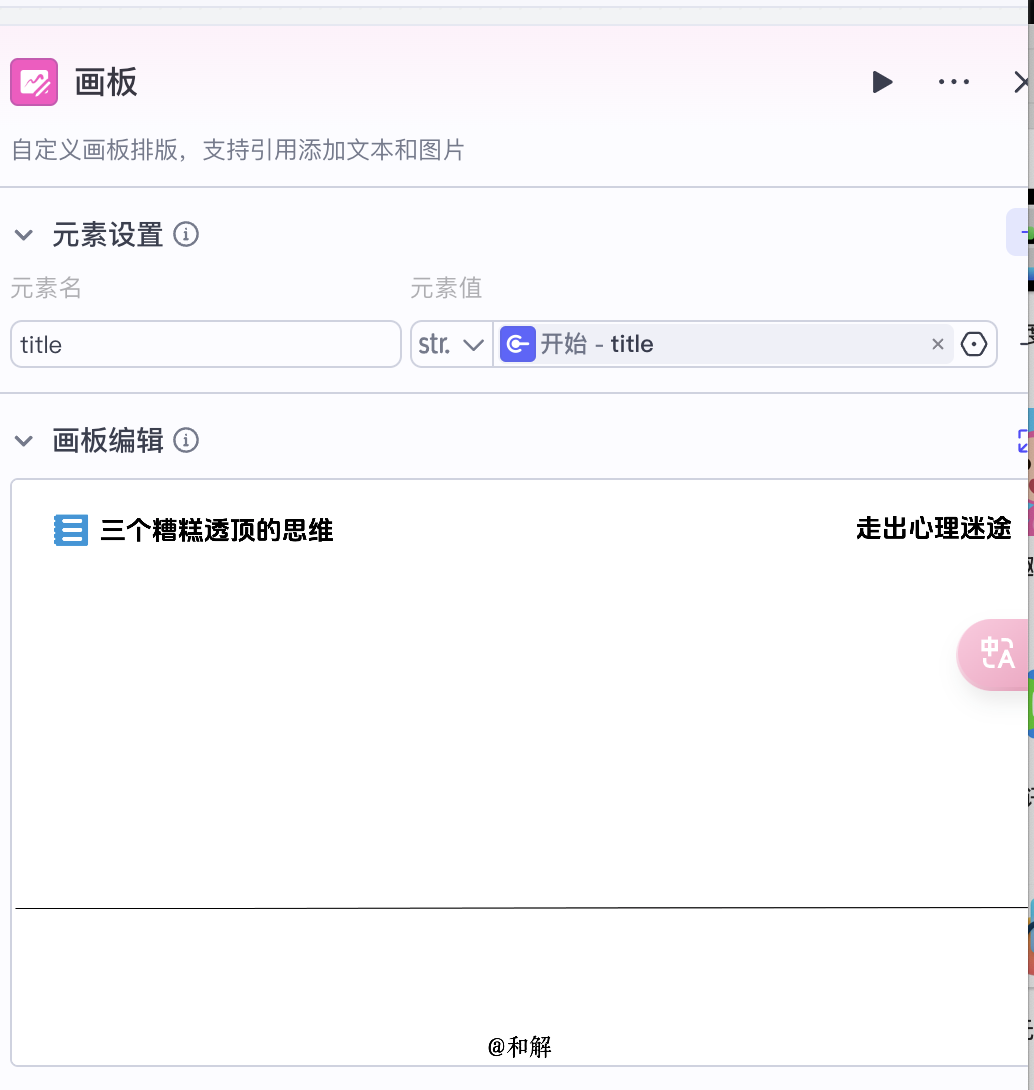 画板
自定义画板排版，支持引用添加文本和图片
元素设置
元素名 元素值
title str. 开始 - title
画板编辑
三个糟糕透顶的思维 走出心理迷途
中A
@和解